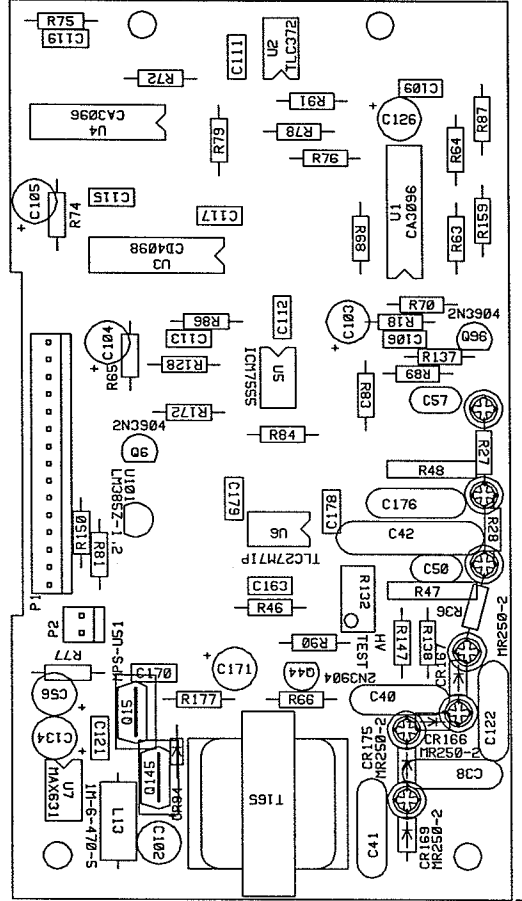 R75
C119
C111
U2
TLC372
R72
R91
C109
C126
U4
CA3096
R79
R78
R76
R87
R64
C105
R74
C115
C117
U1
CA3096
R68
R63
R159
U3
CD4098
R70
C112
C103
R18
2N3904
R86
C113
C106
Q96
C104
R65
R128
U5
ICM7555
R137
R89
R83
C57
R172
2N3904
R84
Q9
R27
U101
LM385Z-1.2
R48
C179
C178
C176
R150
R81
U6
TLC27M7IP
C42
R28
C50
P1
C163
R46
R132
R47
R36
P2
R90
HV
TEST
R147
R138
CR167
MR250-2
R77
MPS-U51
C170
C171
Q44
2N3904
C56
Q15
R177
R66
C40
C122
C134
C121
Q145
CR94
CR175
MR250-2
CR166
MR250-2
U7
MAX631
L13
IM-6-470-5
T165
C38
C102
C41
CR169
MR250-2